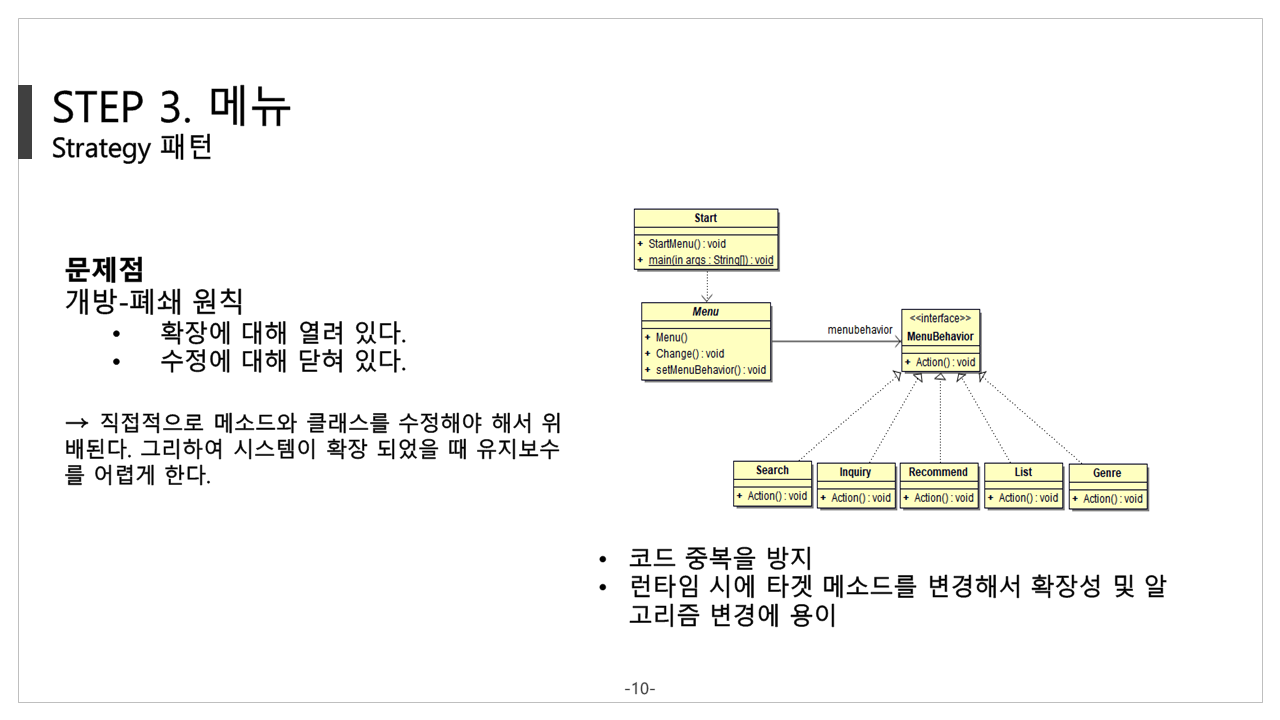 STEP 3. 메뉴
Strategy 패턴
문제점
개방-폐쇄 원칙
• 확장에 대해 열려 있다.
• 수정에 대해 닫혀 있다.
→ 직접적으로 메소드와 클래스를 수정해야 해서 위
배된다. 그리하여 시스템이 확장 되었을 때 유지보수
를 어렵게 한다.
Start
+ StartMenu() : void
+ main(in args : String[]) : void
Menu
+ Menu()
+ Change() : void
+ setMenuBehavior() : void
menubehavior
<<interface>>
MenuBehavior
+ Action() : void
Search
+ Action() : void
Inquiry
+ Action() : void
Recommend
+ Action() : void
List
+ Action() : void
Genre
+ Action() : void
• 코드 중복을 방지
• 런타임 시에 타겟 메소드를 변경해서 확장성 및 알
고리즘 변경에 용이
-10-